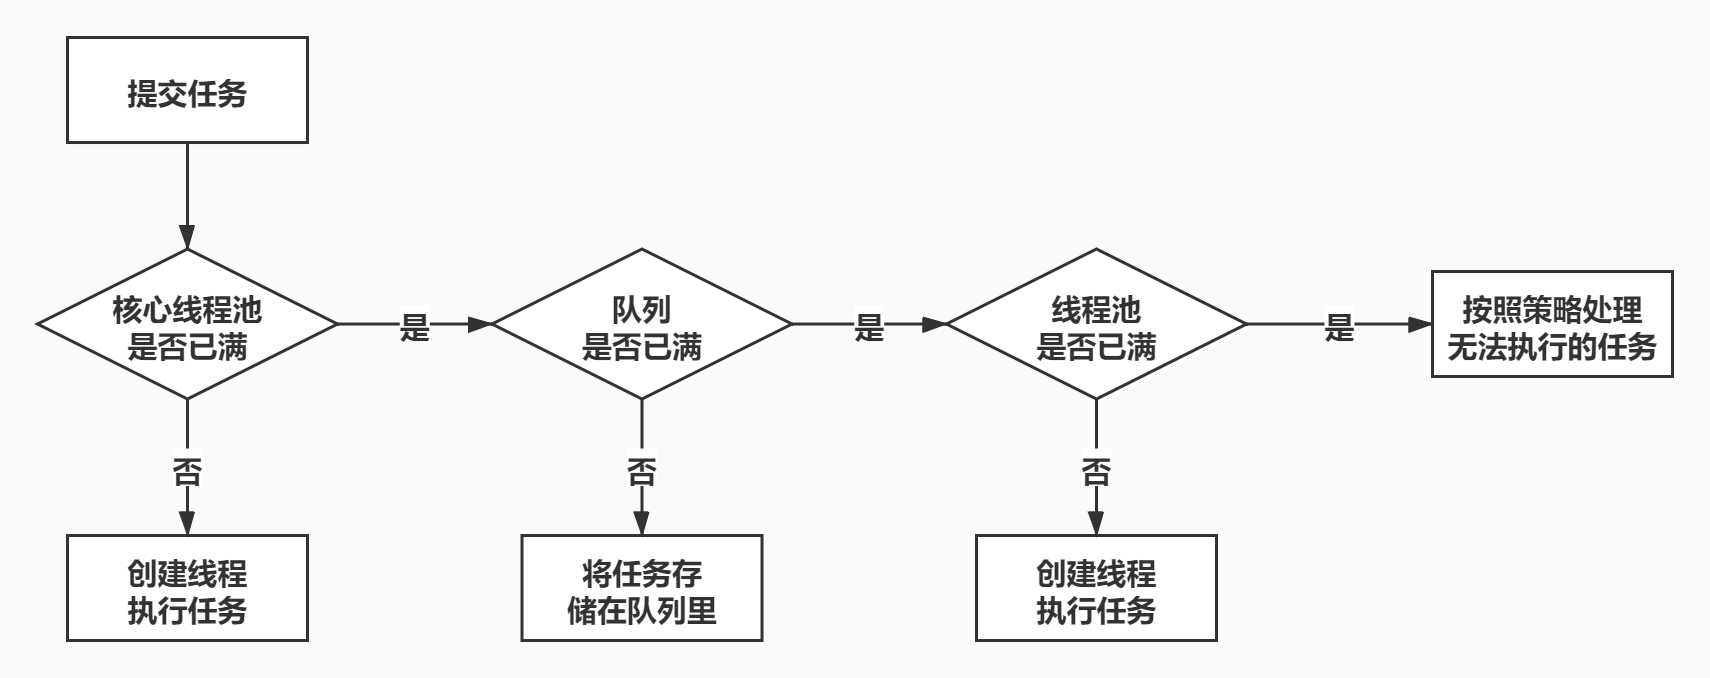 提交任务
核心线程池
是否已满
是
队列
是否已满
是
线程池
是否已满
是
按照策略处理
无法执行的任务
否
否
否
创建线程
执行任务
将任务存
储在队列里
创建线程
执行任务